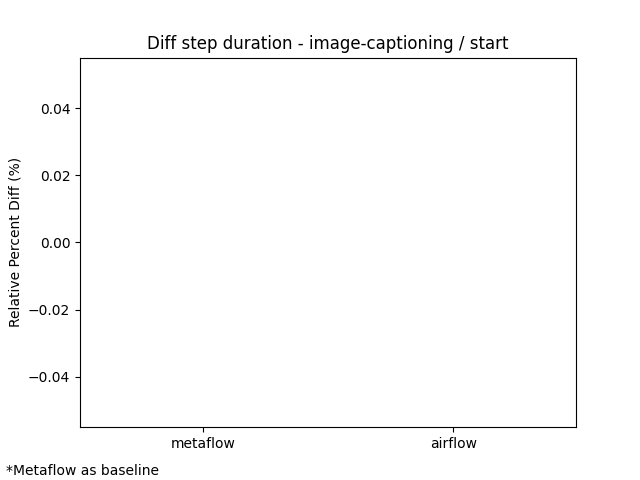 Diff step duration - image-captioning / start
Relative Percent Diff (%)
0.04
0.02
0.00
−0.02
−0.04
metaflow airflow
*Metaflow as baseline